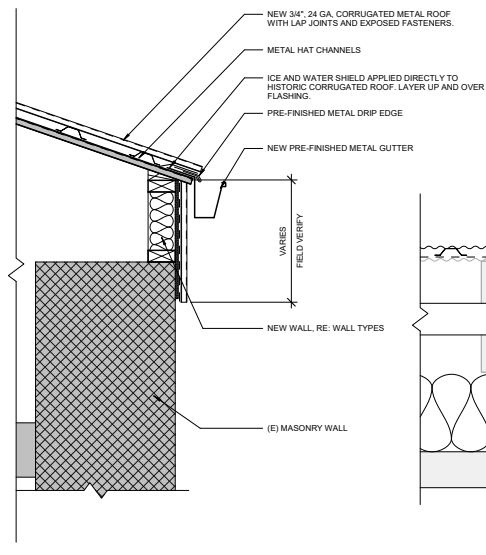 NEW 3/4", 24 GA, CORRUGATED METAL ROOF
WITH LAP JOINTS AND EXPOSED FASTENERS.
METAL HAT CHANNELS
ICE AND WATER SHIELD APPLIED DIRECTLY TO
HISTORIC CORRUGATED ROOF. LAYER UP AND OVER
FLASHING.
PRE-FINISHED METAL DRIP EDGE
NEW PRE-FINISHED METAL GUTTER
VARIES
FIELD VERIFY
NEW WALL, RE: WALL TYPES
(E) MASONRY WALL